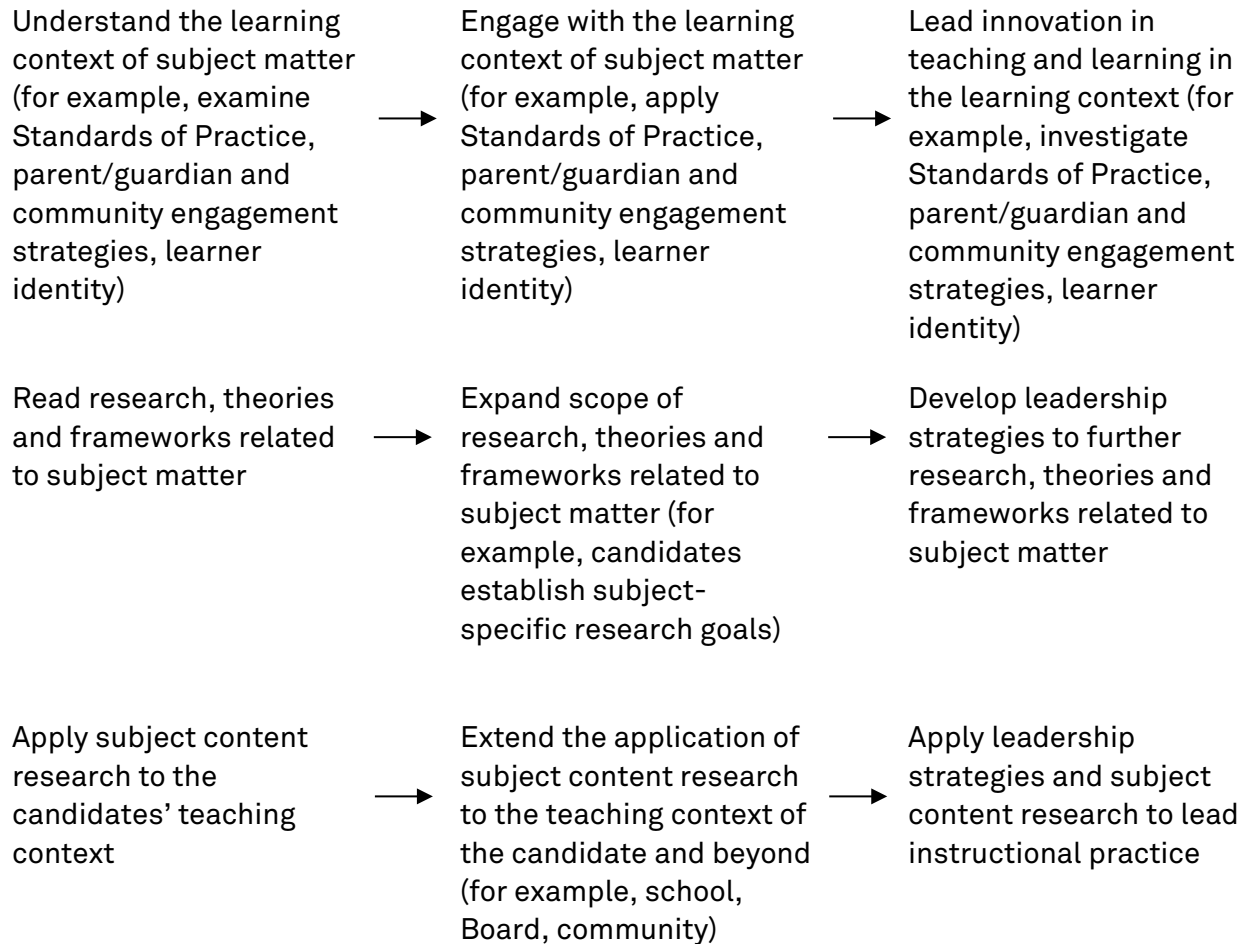 Understand the learning
context of subject matter
(for example, examine
Standards of Practice,
parent/guardian and
community engagement
strategies, learner
identity)
Engage with the learning
context of subject matter
(for example, apply
Standards of Practice,
parent/guardian and
community engagement
strategies, learner
identity)
Lead innovation in
teaching and learning in
the learning context (for
example, investigate
Standards of Practice,
parent/guardian and
community engagement
strategies, learner
identity)
Read research, theories
and frameworks related
to subject matter
Expand scope of
research, theories and
frameworks related to
subject matter (for
example, candidates
establish subject-
specific research goals)
Develop leadership
strategies to further
research, theories and
frameworks related to
subject matter
Apply subject content
research to the
candidates’ teaching
context
Extend the application of
subject content research
to the teaching context of
the candidate and beyond
(for example, school,
Board, community)
Apply leadership
strategies and subject
content research to lead
instructional practice